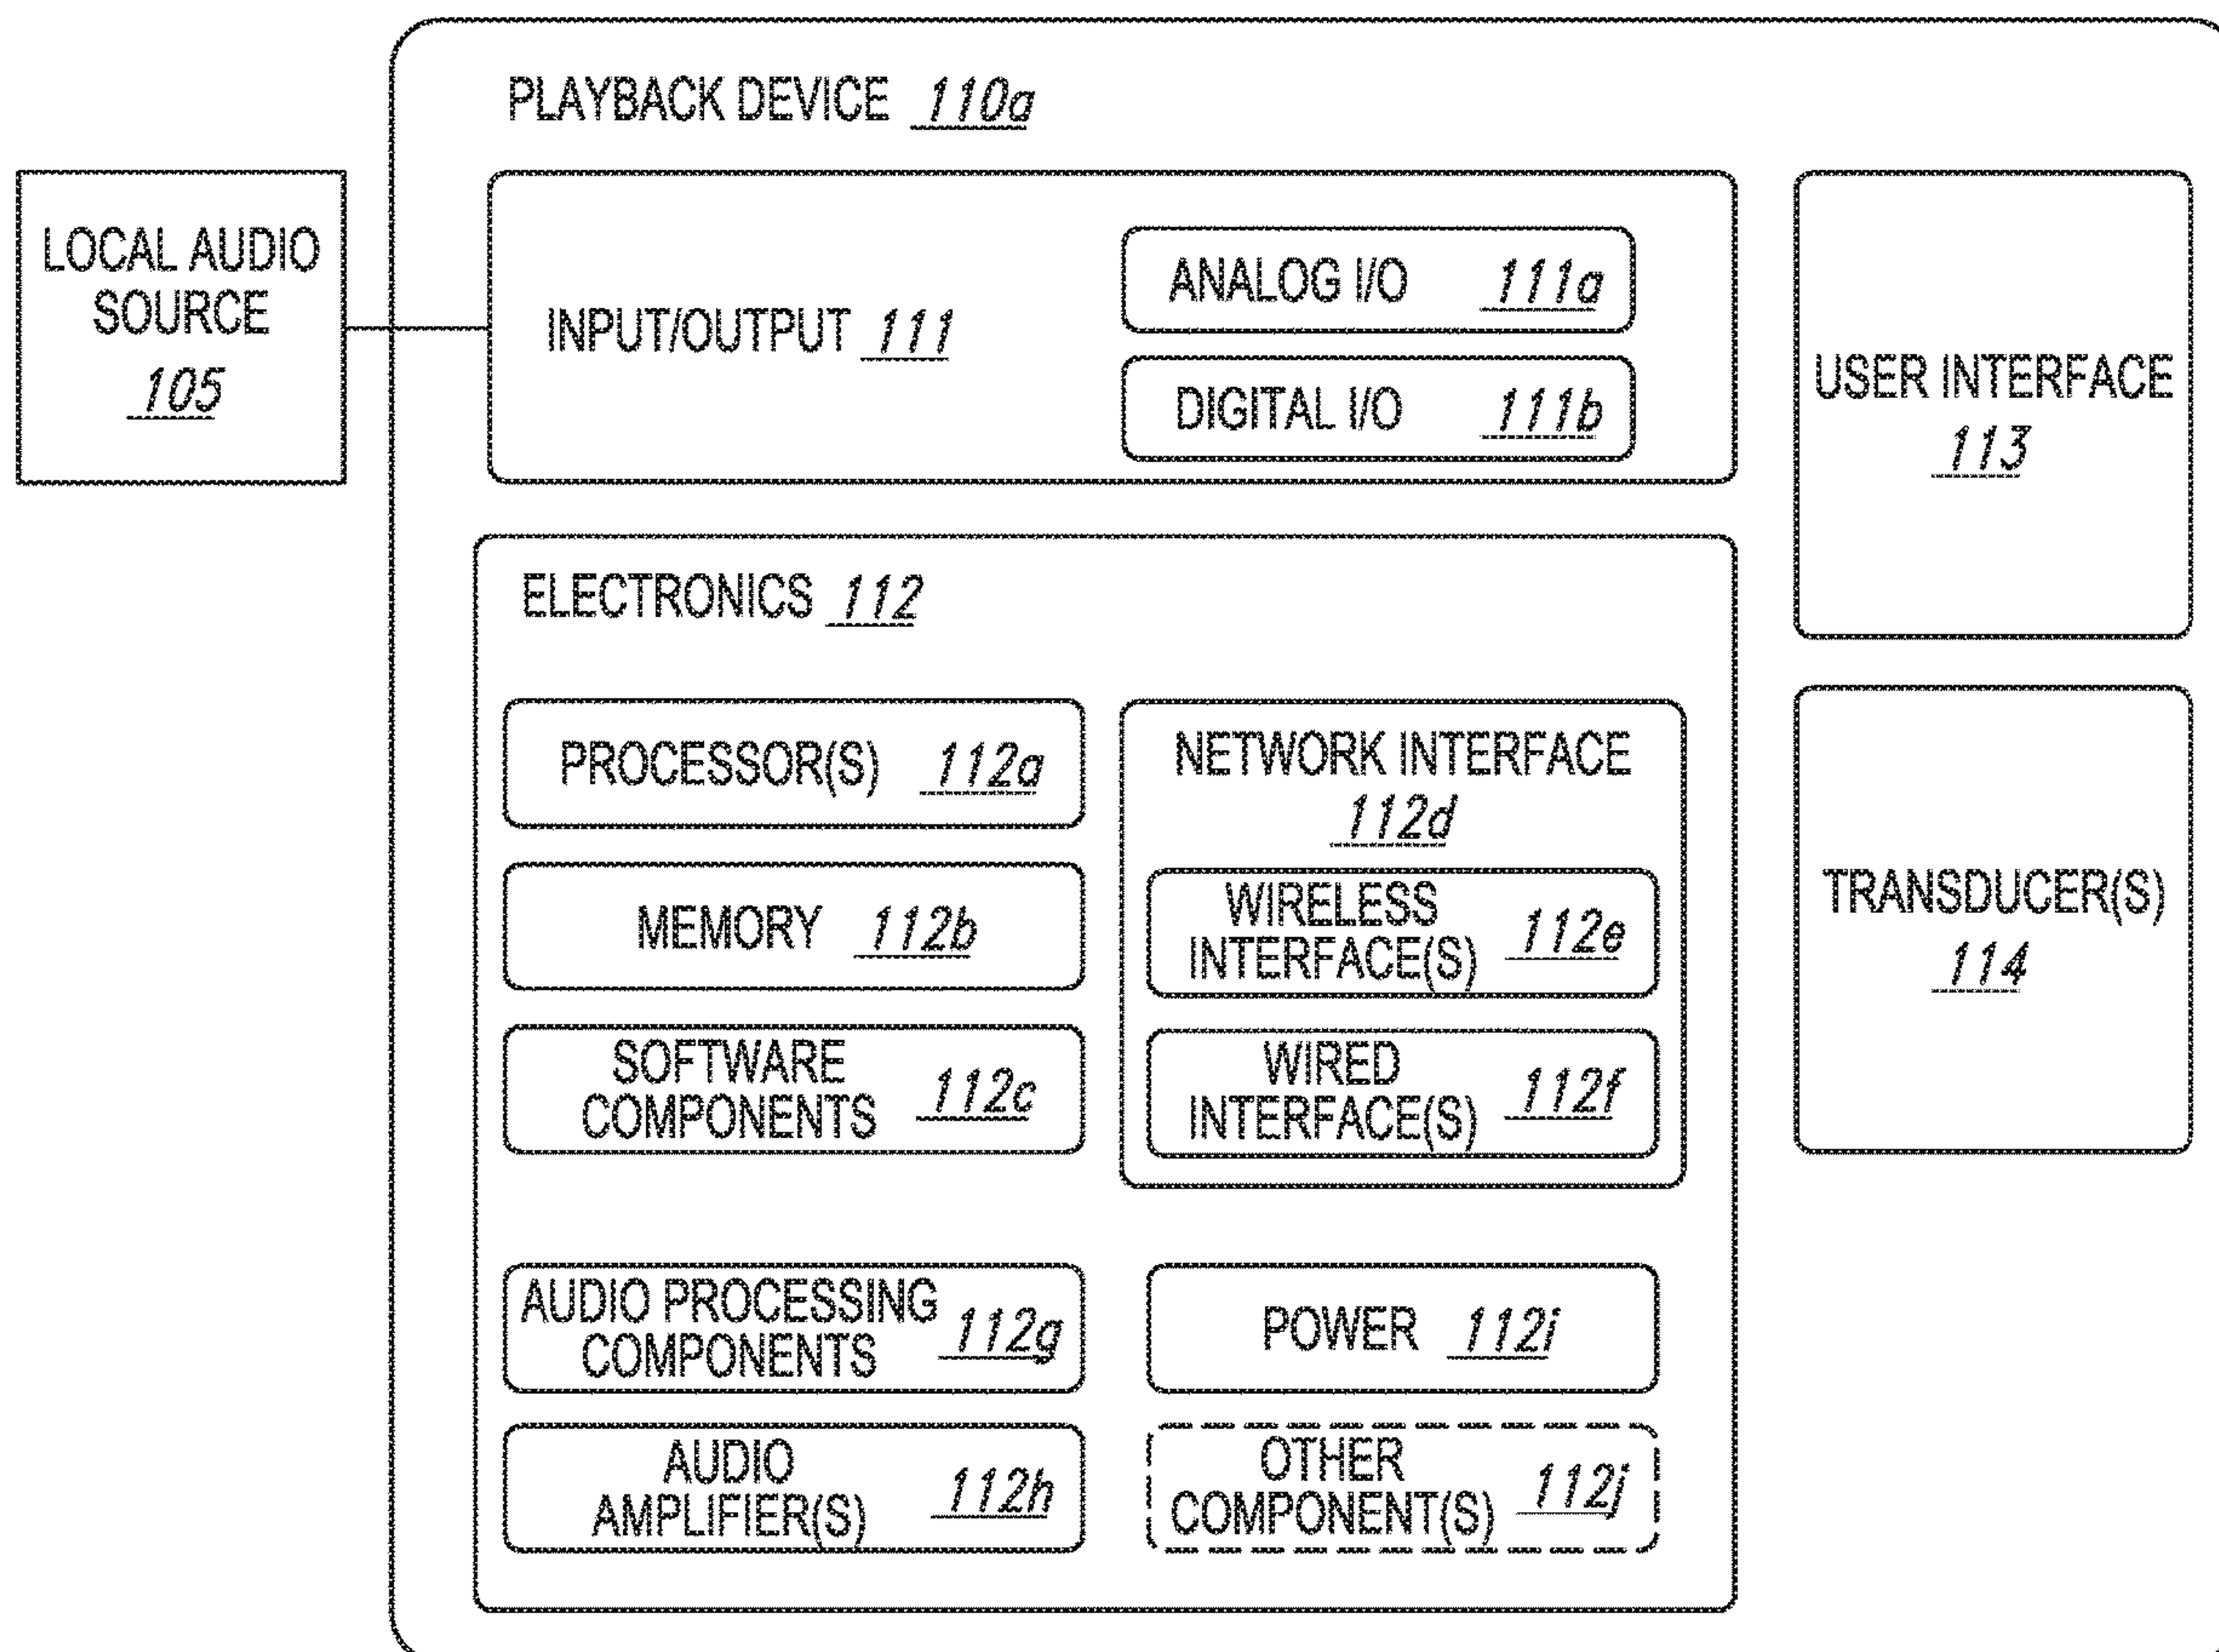 PLAYBACK DEVICE 110a
LOCAL AUDIO
SOURCE
105
INPUT/OUTPUT 111
ANALOG I/O 111a
DIGITAL I/O 111b
USER INTERFACE
113
ELECTRONICS 112
PROCESSOR(S) 112a
MEMORY 112b
SOFTWARE
COMPONENTS 112c
NETWORK INTERFACE
112d
WIRELESS
INTERFACE(S) 112e
WIRED
INTERFACE(S) 112f
TRANSDUCER(S)
114
AUDIO PROCESSING
COMPONENTS 112g
POWER 112i
AUDIO
AMPLIFIER(S) 112h
OTHER
COMPONENT(S) 112j